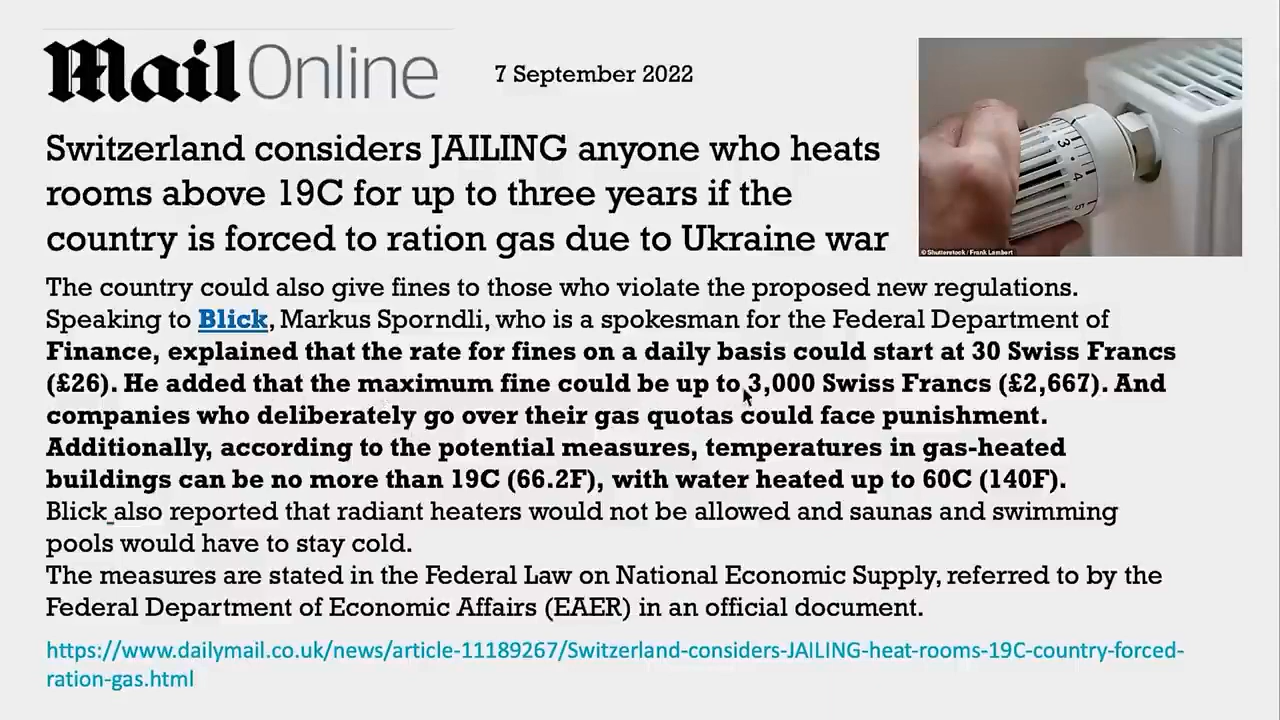 Mail Online
7 September 2022
Switzerland considers JAILING anyone who heats
rooms above 19C for up to three years if the
country is forced to ration gas due to Ukraine war
3
4
5
© Shutterstock / Frank Lambert
The country could also give fines to those who violate the proposed new regulations.
Speaking to Blick, Markus Sporndli, who is a spokesman for the Federal Department of
Finance, explained that the rate for fines on a daily basis could start at 30 Swiss Francs
(£26). He added that the maximum fine could be up to 3,000 Swiss Francs (£2,667). And
companies who deliberately go over their gas quotas could face punishment.
Additionally, according to the potential measures, temperatures in gas-heated
buildings can be no more than 19C (66.2F), with water heated up to 60C (140F).
Blick also reported that radiant heaters would not be allowed and saunas and swimming
pools would have to stay cold.
The measures are stated in the Federal Law on National Economic Supply, referred to by the
Federal Department of Economic Affairs (EAER) in an official document.
https://www.dailymail.co.uk/news/article-11189267/Switzerland-considers-JAILING-heat-rooms-19C-country-forced-
ration-gas.html